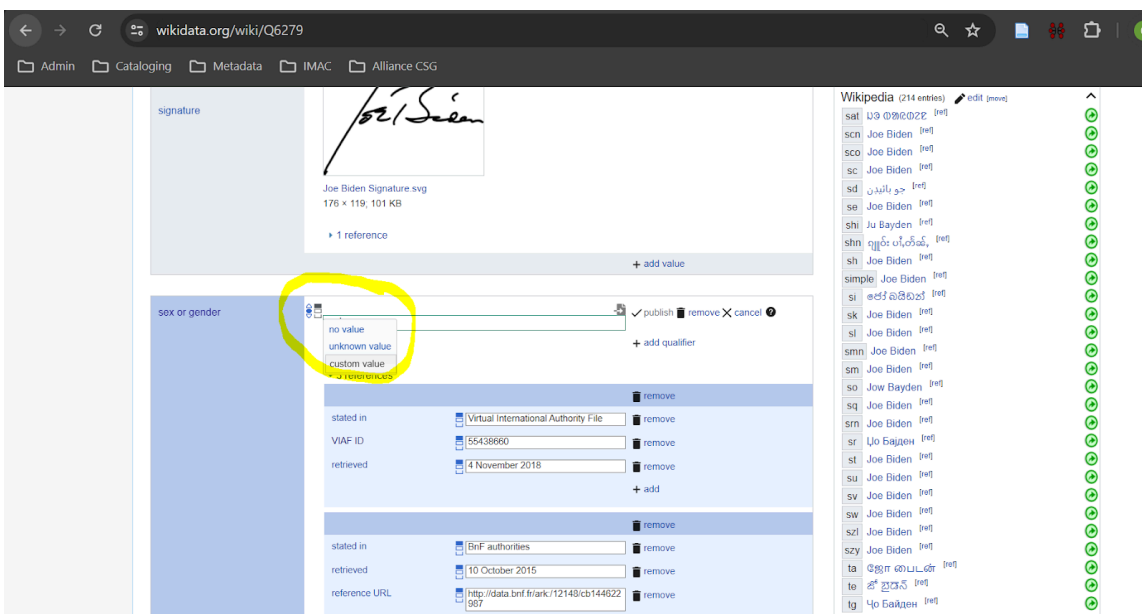 wikidata.org/wiki/Q6279
Admin Cataloging Metadata IMAC Alliance CSG
signature
Joe Biden Signature.svg
176 × 119; 101 KB
1 reference
+ add value
sex or gender
publish remove cancel
no value
unknown value
custom value
references
+ add qualifier
remove
stated in Virtual International Authority File remove
VIAF ID 55438660 remove
retrieved 4 November 2018 remove
+ add
remove
stated in BnF authorities remove
retrieved 10 October 2015 remove
reference URL http://data.bnf.fr/ark:/12148/cb144622 remove
987
Wikipedia (214 entries) edit [move]
sat [ref]
scn Joe Biden [ref]
sco Joe Biden [ref]
sc Joe Biden [ref]
sd جو بائيڊن [ref]
se Joe Biden [ref]
shi Ju Bayden [ref]
shn [ref]
sh Joe Biden [ref]
simple Joe Biden [ref]
si ජෝ බයිඩන් [ref]
sk Joe Biden [ref]
sl Joe Biden [ref]
smn Joe Biden [ref]
sm Joe Biden [ref]
so Jow Bayden [ref]
sq Joe Biden [ref]
srn Joe Biden [ref]
sr Џо Бајден [ref]
st Joe Biden [ref]
su Joe Biden [ref]
sv Joe Biden [ref]
sw Joe Biden [ref]
szl Joe Biden [ref]
szy Joe Biden [ref]
ta ஜோ பைடன் [ref]
te జో బైడెన్ [ref]
tg Ҷо Байден [ref]